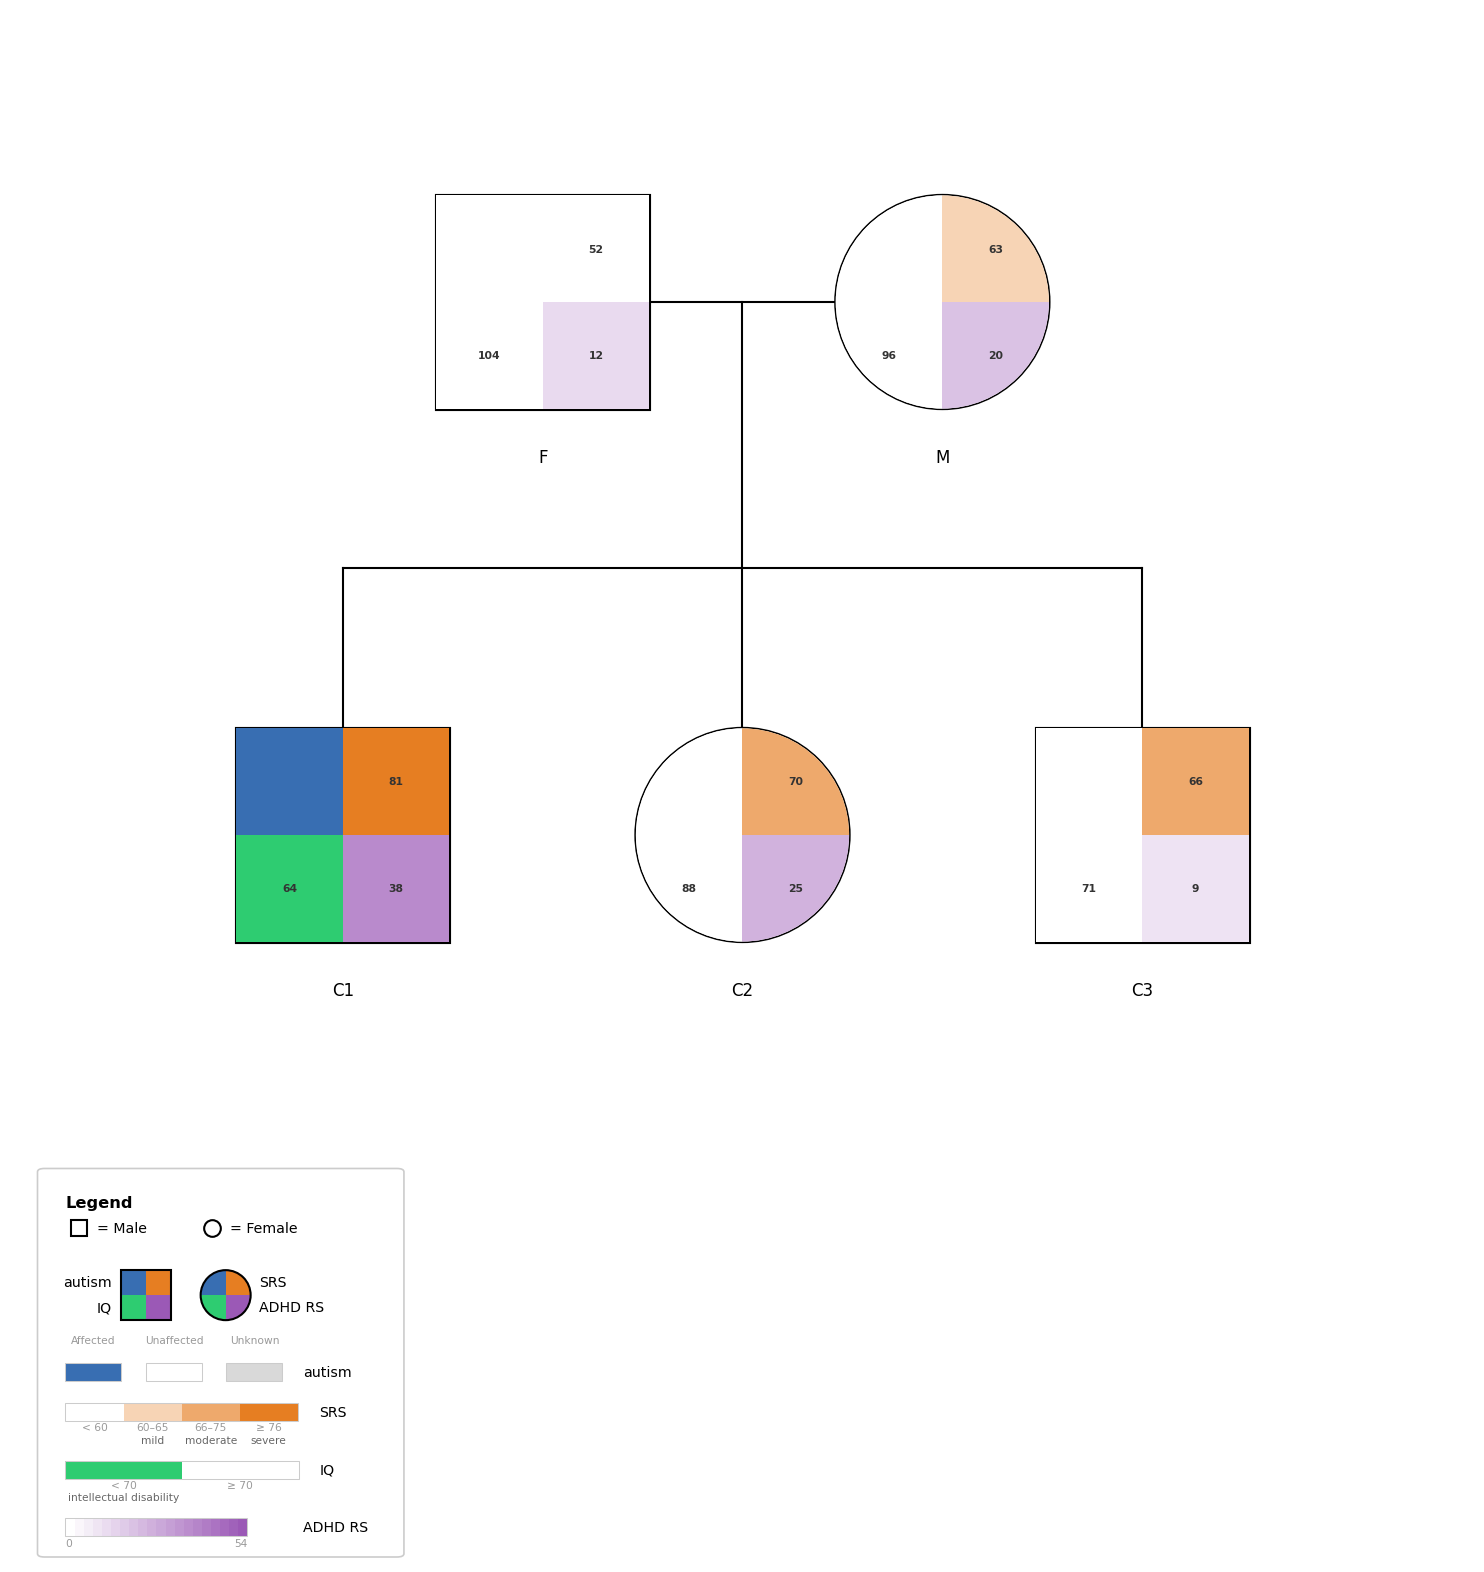 52
63
104
12
96
20
F
M
81
70
66
64
38
88
25
71
9
C1
C2
C3
Legend
= Male
= Female
autism
SRS
IQ
ADHD RS
Affected
Unaffected
Unknown
autism
SRS
< 60
60–65
66–75
≥ 76
mild
moderate
severe
IQ
< 70
≥ 70
intellectual disability
ADHD RS
0
54